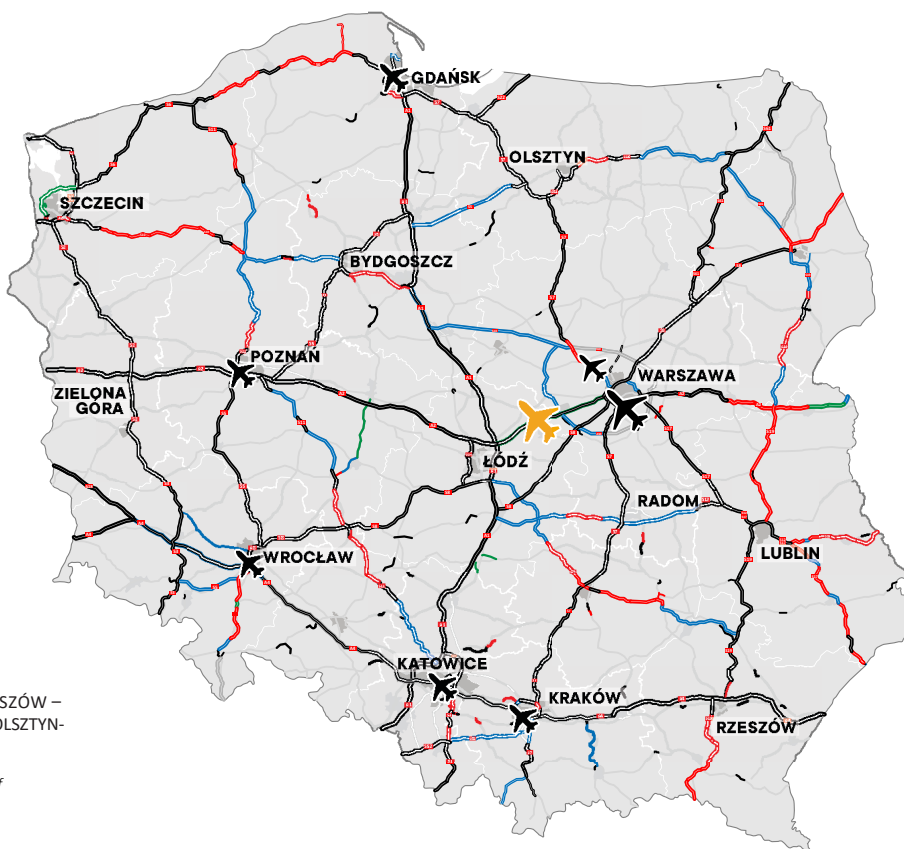 GDAŃSK
OLSZTYN
SZCZECIN
BYDGOSZCZ
POZNAŃ
WARSZAWA
ZIELONA
GÓRA
ŁÓDŹ
RADOM
WROCŁAW
LUBLIN
KATOWICE
KRAKÓW
SZÓW –
OLSZTYN-
RZESZÓW
f